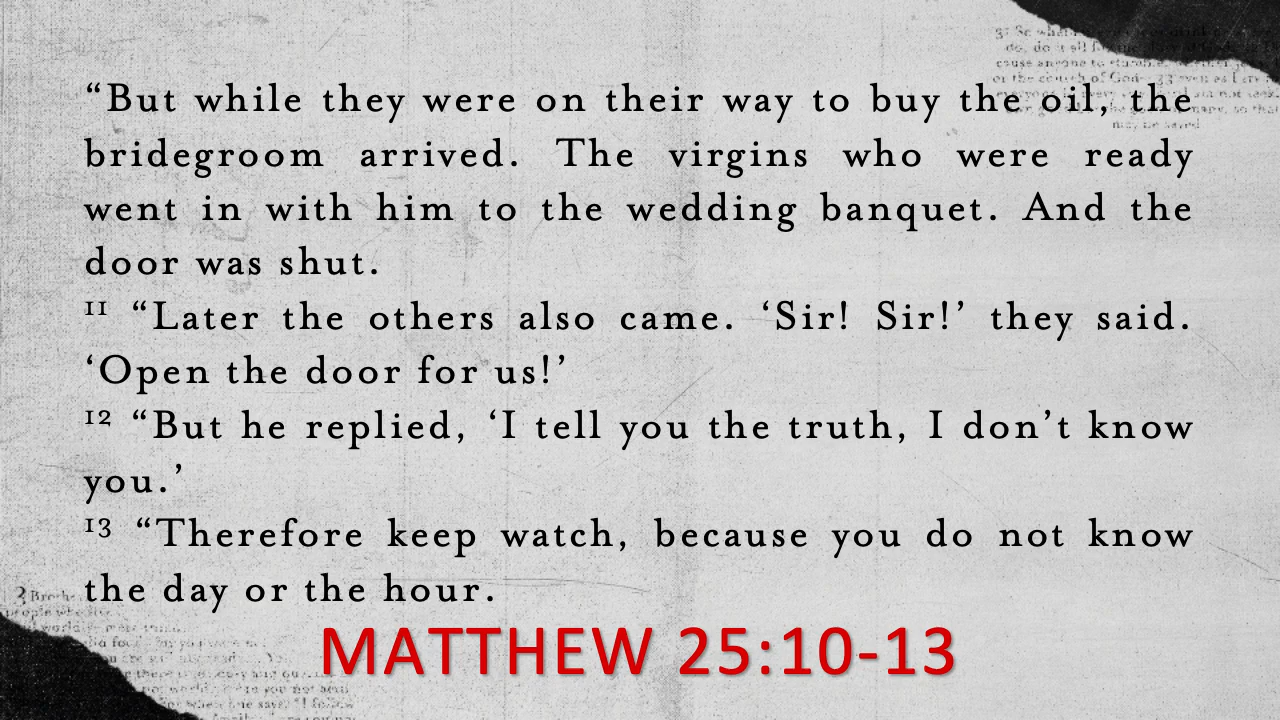 “But while they were on their way to buy the oil, the
bridegroom arrived. The virgins who were ready
went in with him to the wedding banquet. And the
door was shut.
¹¹ “Later the others also came. ‘Sir! Sir!’ they said.
‘Open the door for us!’
¹² “But he replied, ‘I tell you the truth, I don’t know
you.’
¹³ “Therefore keep watch, because you do not know
the day or the hour.
MATTHEW 25:10-13